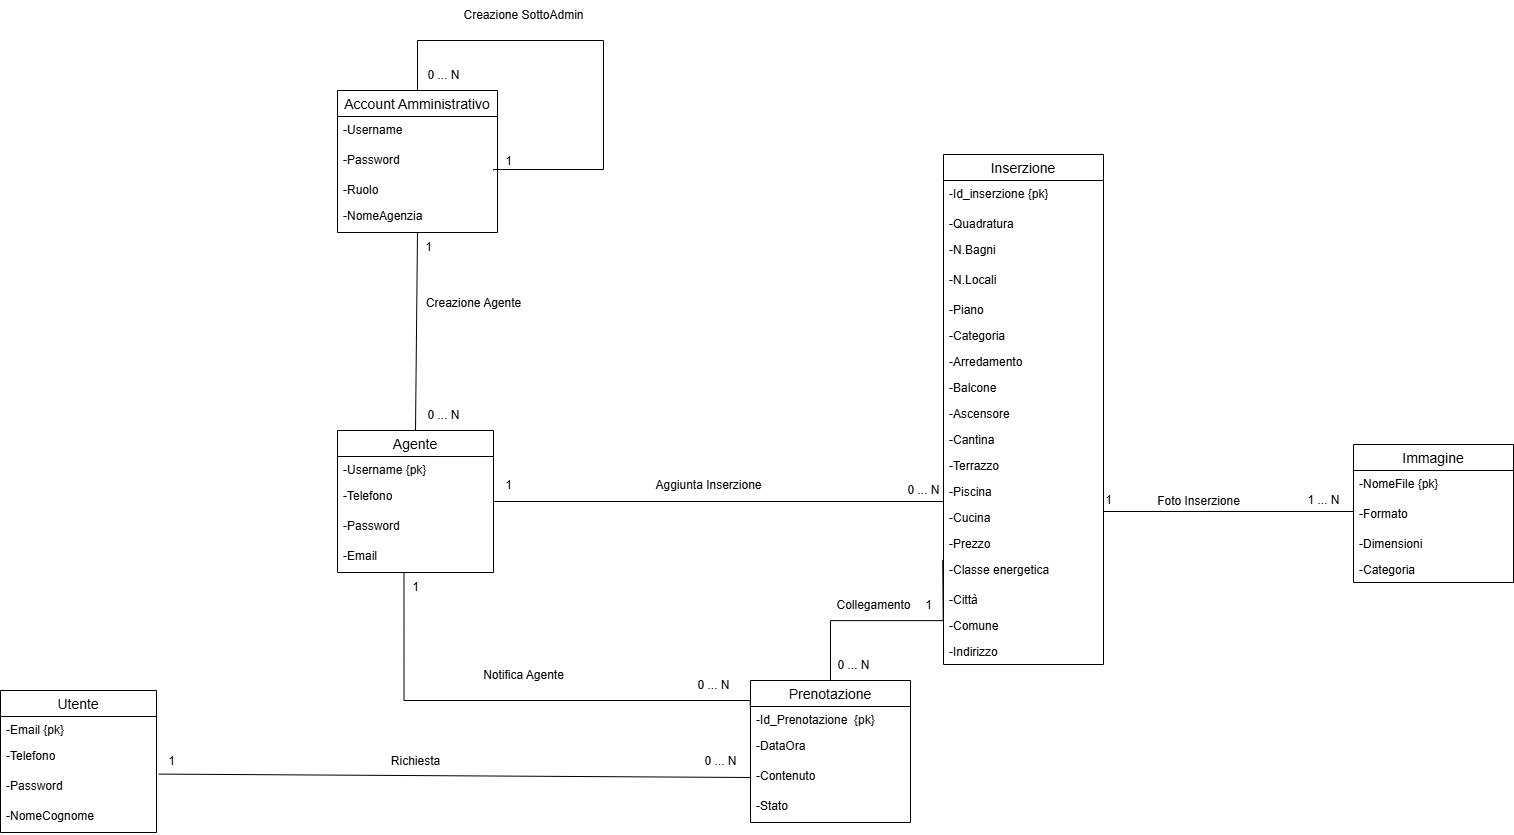 Creazione SottoAdmin
0 ... N
Account Amministrativo
-Username
-Password
-Ruolo
-NomeAgenzia
1
1
Creazione Agente
0 ... N
Agente
-Username {pk}
-Telefono
-Password
-Email
1
Aggiunta Inserzione
0 ... N
Inserzione
-Id_inserzione {pk}
-Quadratura
-N.Bagni
-N.Locali
-Piano
-Categoria
-Arredamento
-Balcone
-Ascensore
-Cantina
-Terrazzo
-Piscina
-Cucina
-Prezzo
-Classe energetica
-Città
-Comune
-Indirizzo
1
Foto Inserzione
1 ... N
Immagine
-NomeFile {pk}
-Formato
-Dimensioni
-Categoria
1
Notifica Agente
0 ... N
Collegamento
1
0 ... N
Prenotazione
-Id_Prenotazione {pk}
-DataOra
-Contenuto
-Stato
Utente
-Email {pk}
-Telefono
-Password
-NomeCognome
1
Richiesta
0 ... N